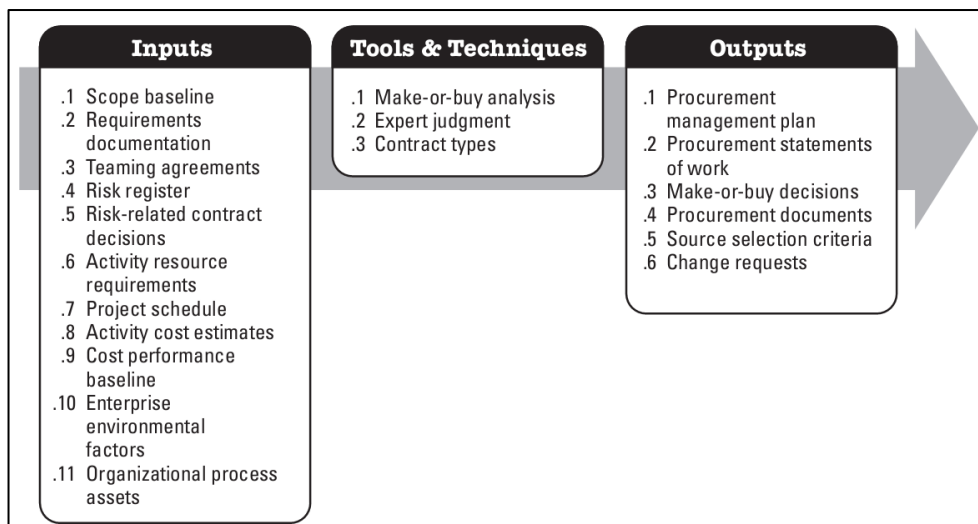 Inputs
.1 Scope baseline
.2 Requirements
documentation
.3 Teaming agreements
.4 Risk register
.5 Risk-related contract
decisions
.6 Activity resource
requirements
.7 Project schedule
.8 Activity cost estimates
.9 Cost performance
baseline
.10 Enterprise
environmental
factors
.11 Organizational process
assets
Tools & Techniques
.1 Make-or-buy analysis
.2 Expert judgment
.3 Contract types
Outputs
.1 Procurement
management plan
.2 Procurement statements
of work
.3 Make-or-buy decisions
.4 Procurement documents
.5 Source selection criteria
.6 Change requests